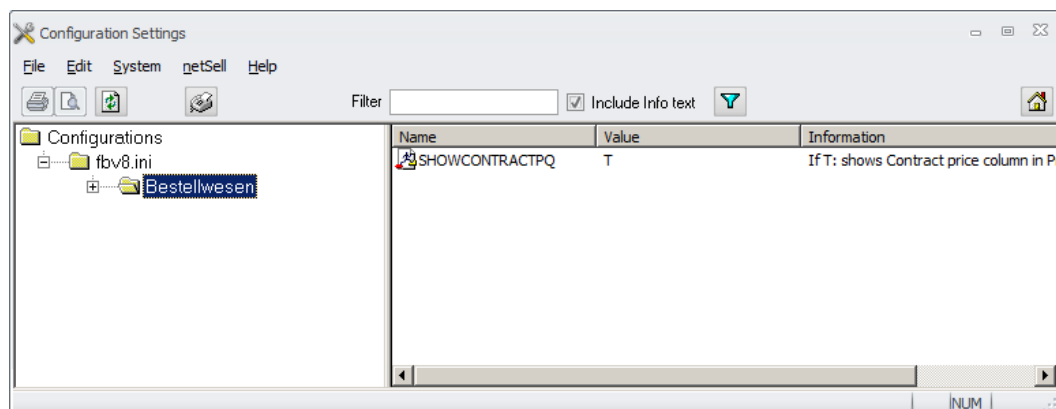 Configuration Settings
File Edit System netSell Help
Filter Include Info text
Configurations
fbv8.ini
Bestellwesen
Name Value Information
SHOWCONTRACTPQ T If T: shows Contract price column in
NUM